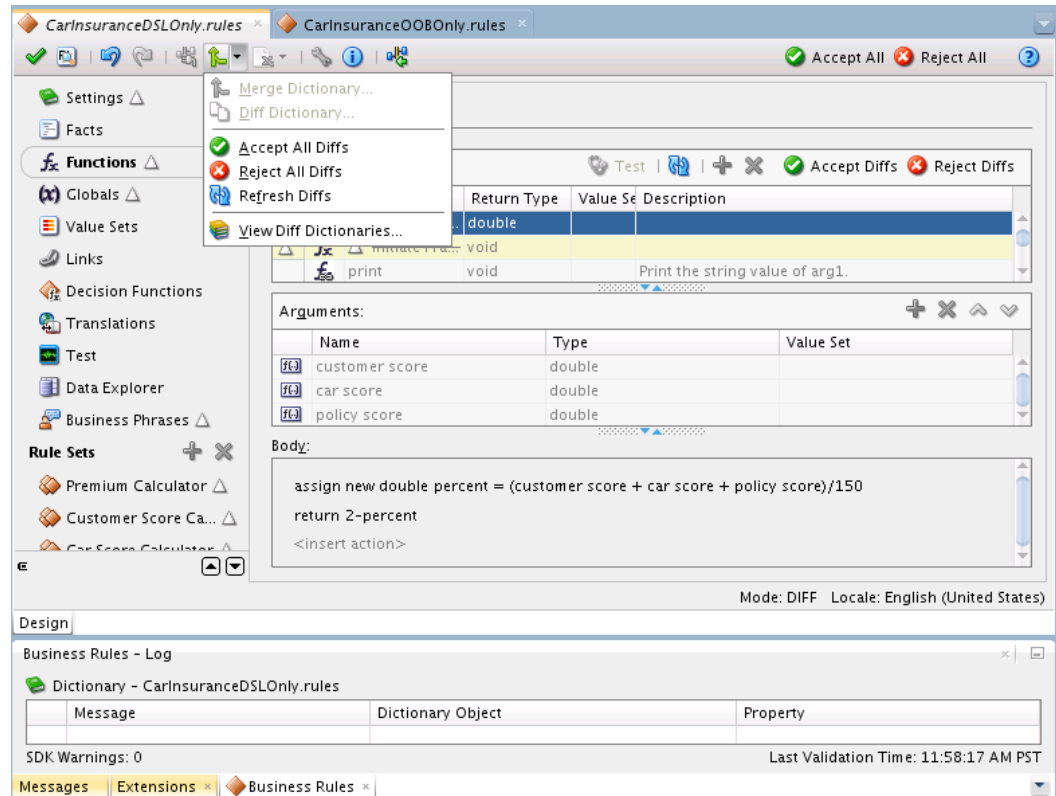 CarInsuranceDSLOnly.rules × CarInsuranceOOBOnly.rules ×
Accept All Reject All ?
Settings
Facts
Functions
Globals
Value Sets
Links
Decision Functions
Translations
Test
Data Explorer
Business Phrases
Rule Sets
Premium Calculator
Customer Score Ca...
Car Score Calculator
Merge Dictionary...
Diff Dictionary...
Accept All Diffs
Reject All Diffs
Refresh Diffs
View Diff Dictionaries...
Test Accept Diffs Reject Diffs
Return Type Value Se Description
double
void
print void Print the string value of arg1.
Arguments:
Name Type Value Set
customer score double
car score double
policy score double
Body:
assign new double percent = (customer score + car score + policy score)/150
return 2-percent
<insert action>
Mode: DIFF Locale: English (United States)
Design
Business Rules - Log
Dictionary - CarInsuranceDSLOnly.rules
Message Dictionary Object Property
SDK Warnings: 0 Last Validation Time: 11:58:17 AM PST
Messages Extensions × Business Rules ×